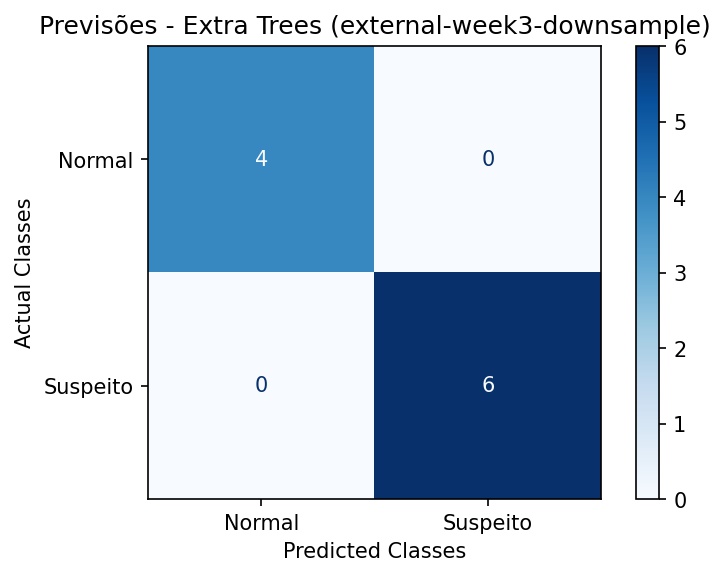 Previsões - Extra Trees (external-week3-downsample)
Actual Classes
Normal
4
0
Suspeito
0
6
Normal
Suspeito
Predicted Classes
6
5
4
3
2
1
0